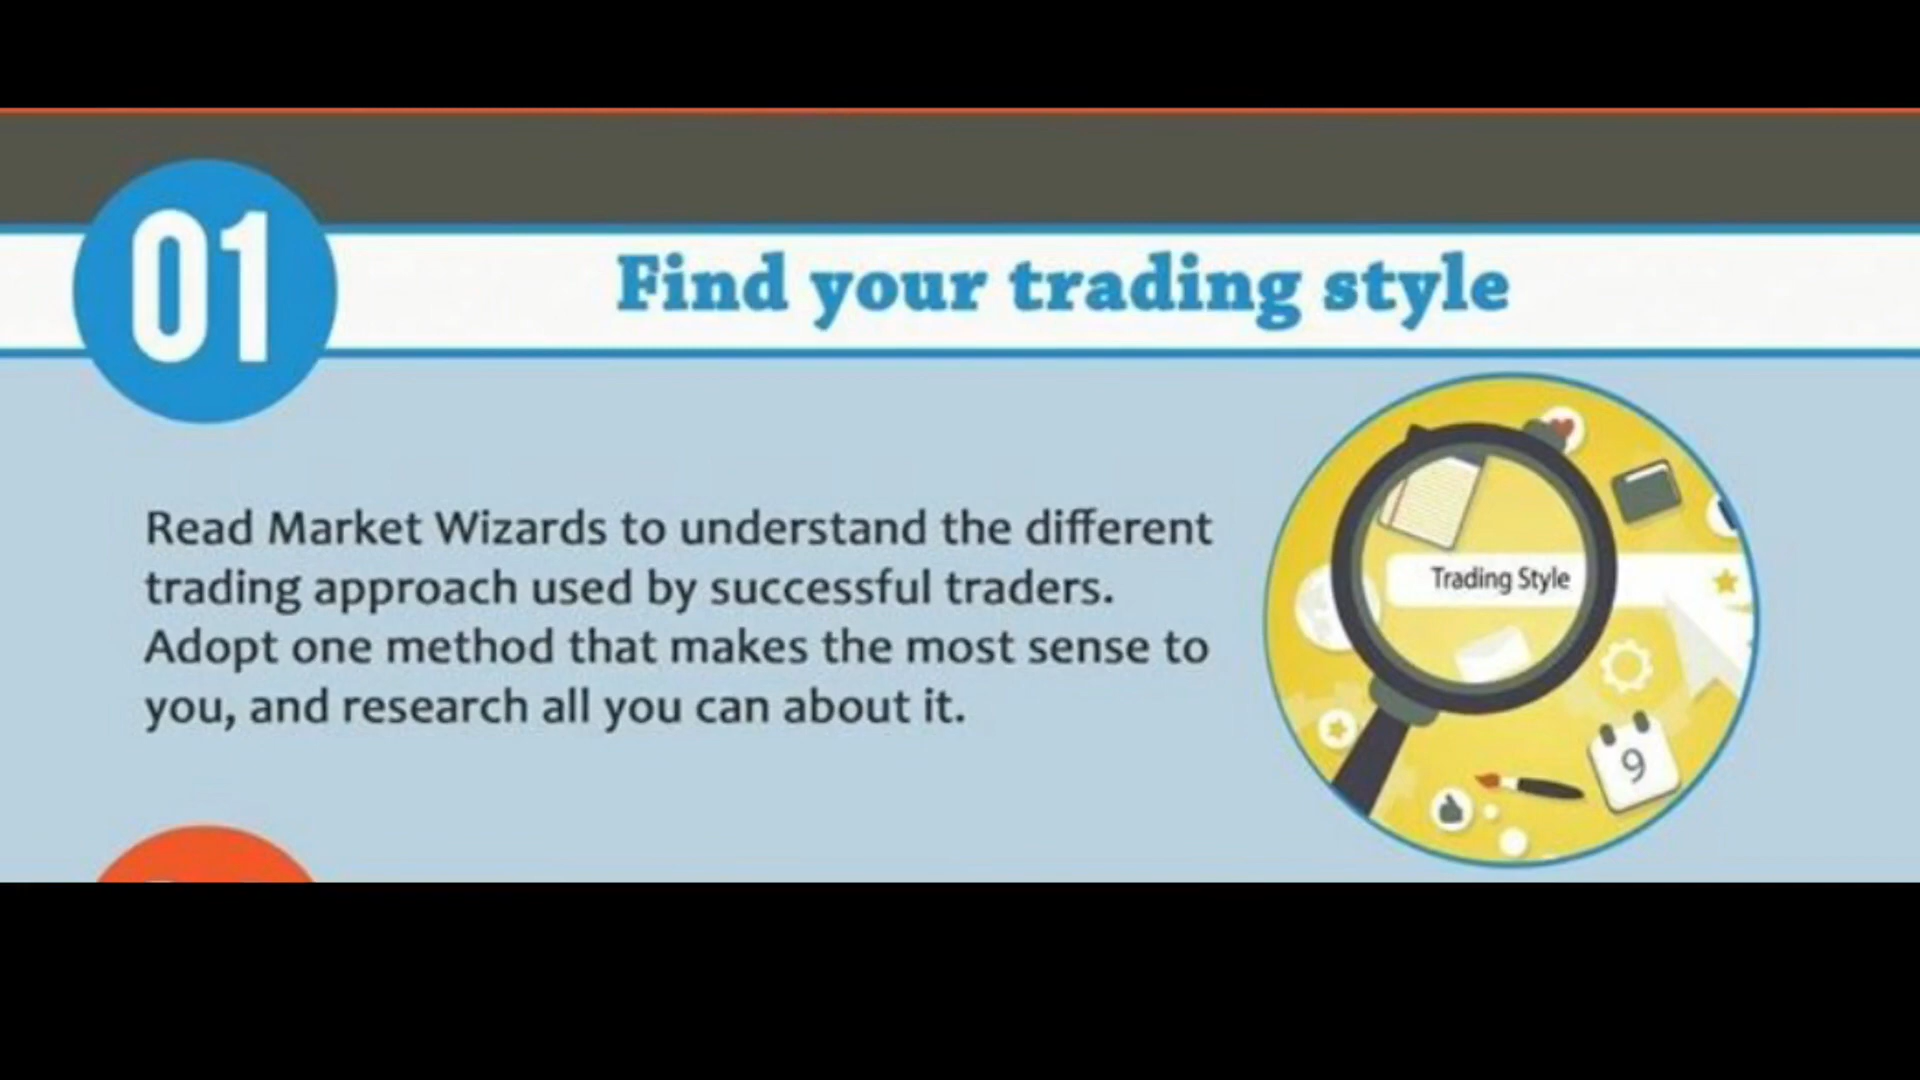 01
Find your trading style
Read Market Wizards to understand the different
trading approach used by successful traders.
Adopt one method that makes the most sense to
you, and research all you can about it.
Trading Style
9